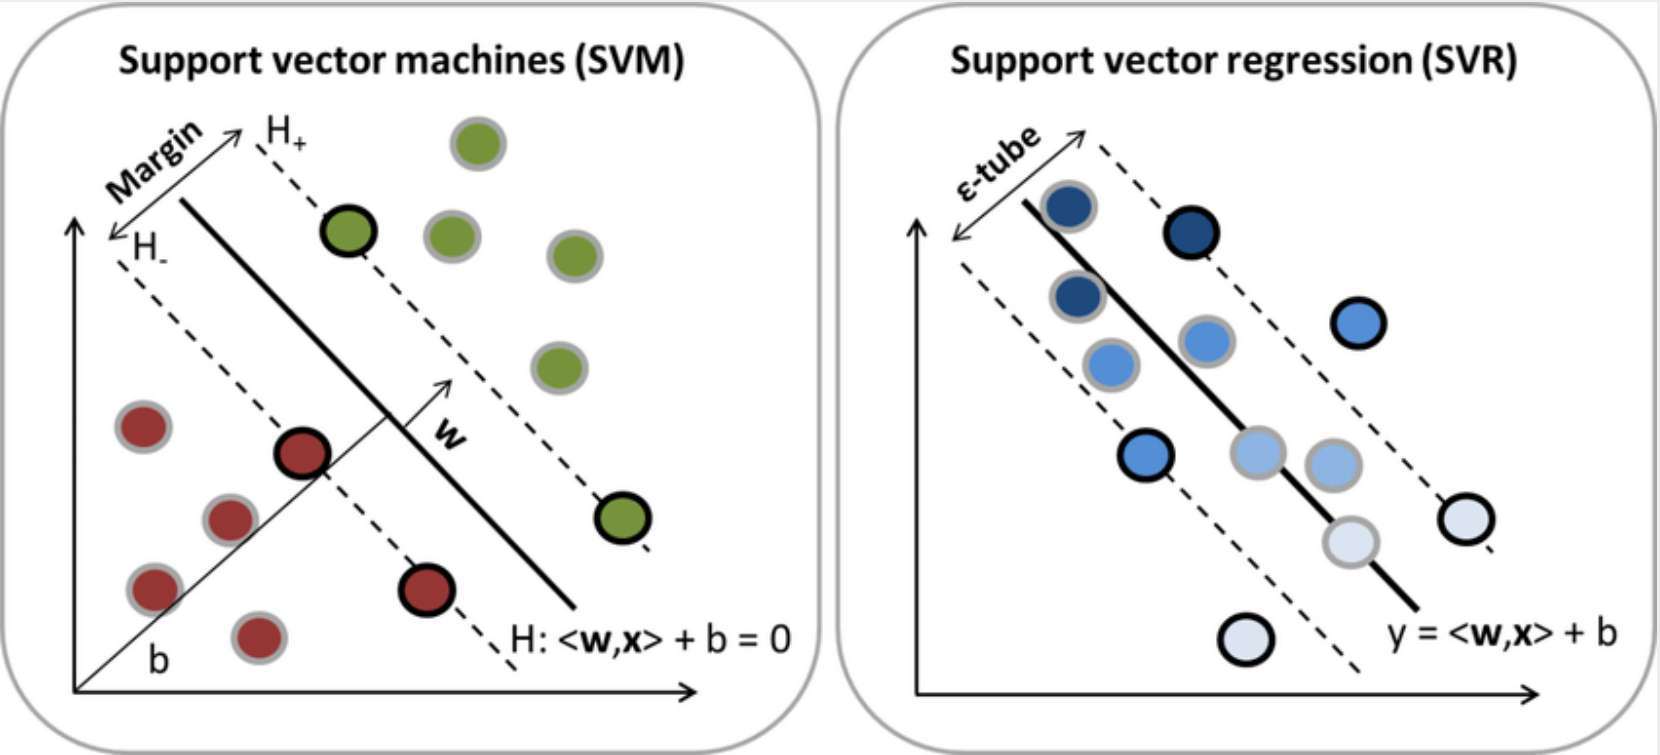 Support vector machines (SVM)
Margin
H₊
H₋
w
b
H: <w,x> + b = 0
Support vector regression (SVR)
ε-tube
y = <w,x> + b